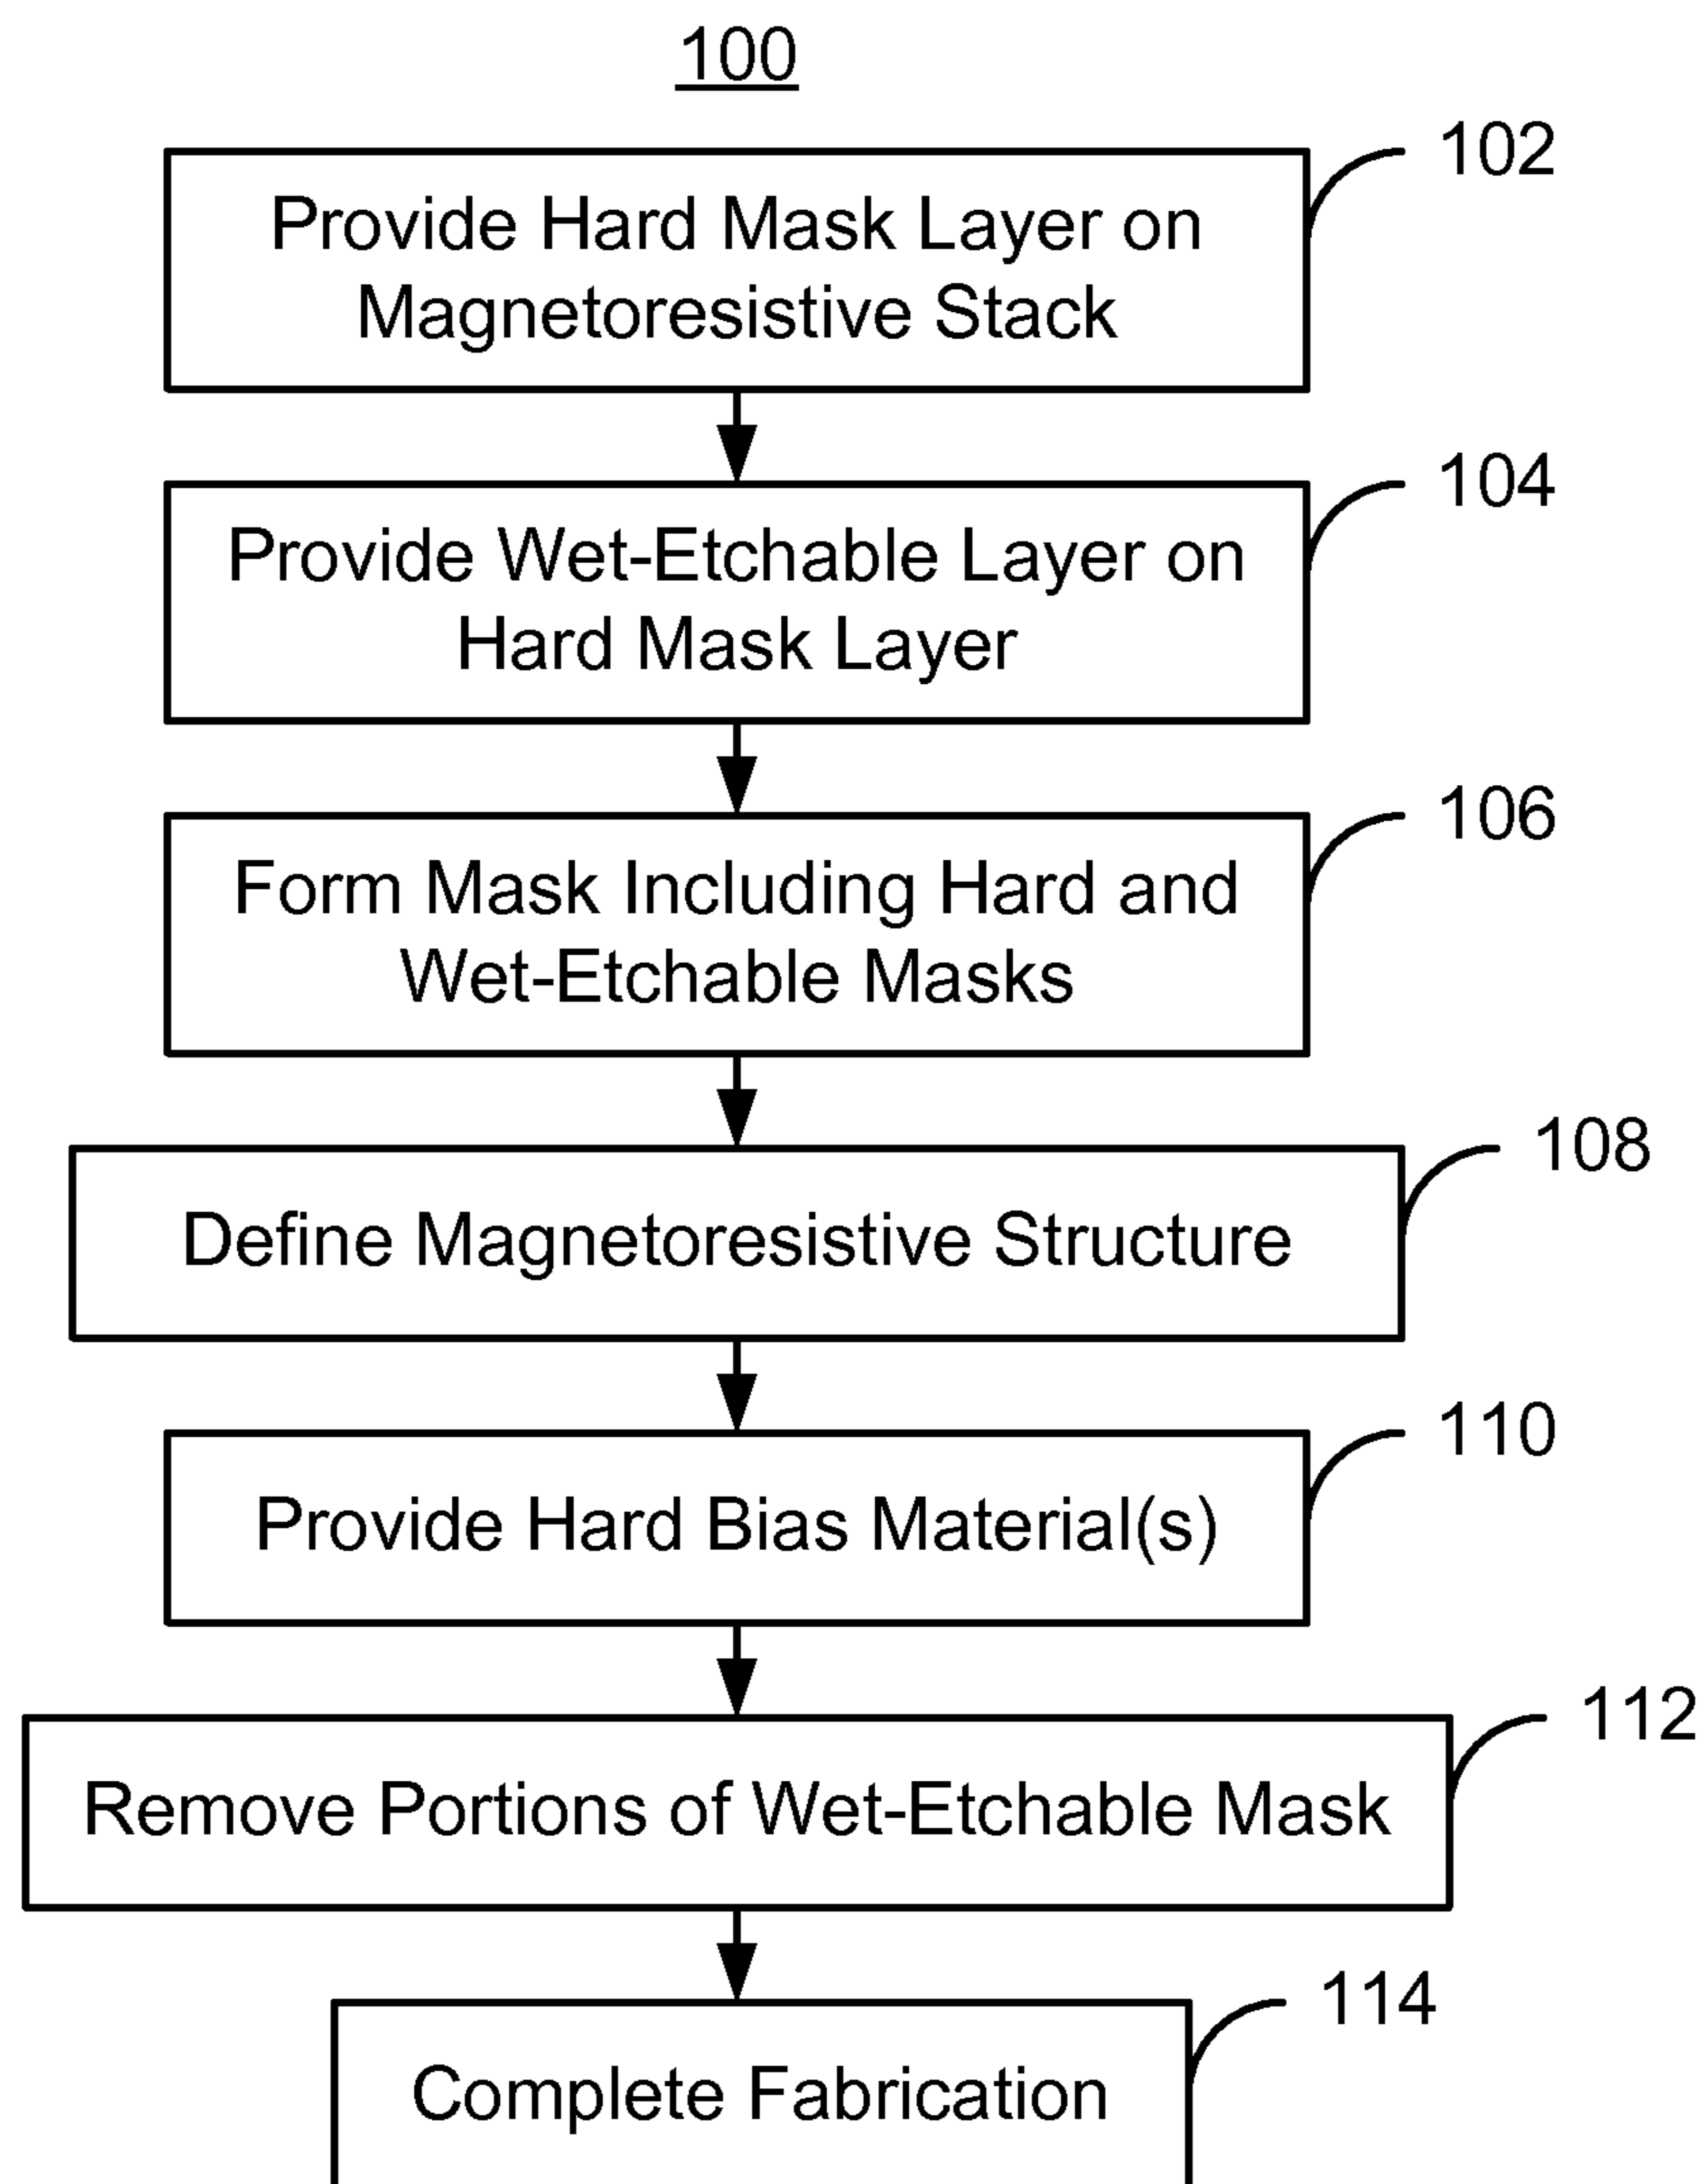 100
102
Provide Hard Mask Layer on
Magnetoresistive Stack
104
Provide Wet-Etchable Layer on
Hard Mask Layer
106
Form Mask Including Hard and
Wet-Etchable Masks
108
Define Magnetoresistive Structure
110
Provide Hard Bias Material(s)
112
Remove Portions of Wet-Etchable Mask
114
Complete Fabrication